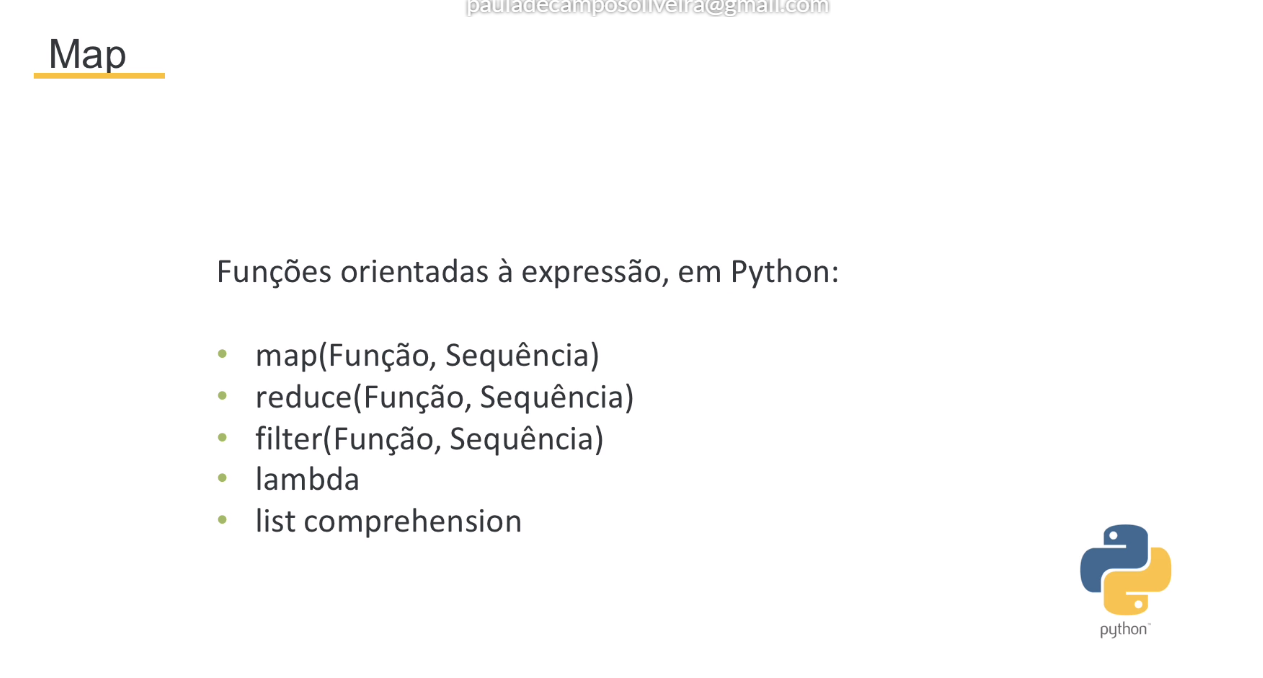 pauladecamposoliveira@gmail.com
Map
Funções orientadas à expressão, em Python:
• map(Função, Sequência)
• reduce(Função, Sequência)
• filter(Função, Sequência)
• lambda
• list comprehension
python™